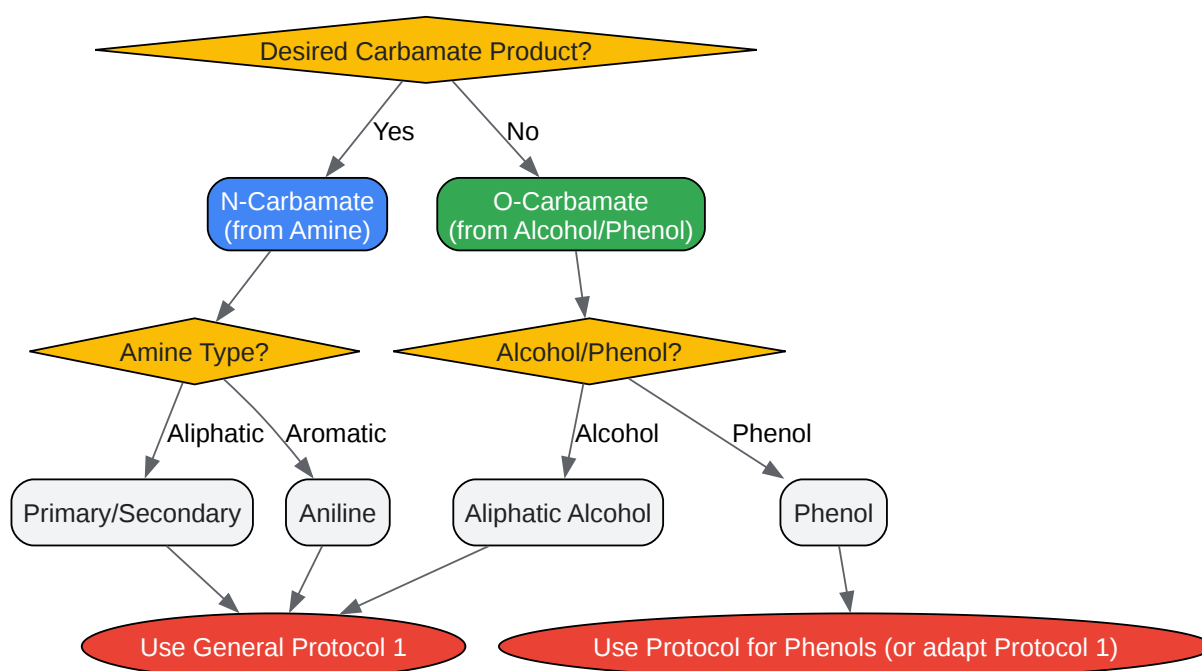 Desired Carbamate Product?
Yes
No
N-Carbamate
(from Amine)
O-Carbamate
(from Alcohol/Phenol)
Amine Type?
Alcohol/Phenol?
Aliphatic
Aromatic
Alcohol
Phenol
Primary/Secondary
Aniline
Aliphatic Alcohol
Phenol
Use General Protocol 1
Use Protocol for Phenols (or adapt Protocol 1)